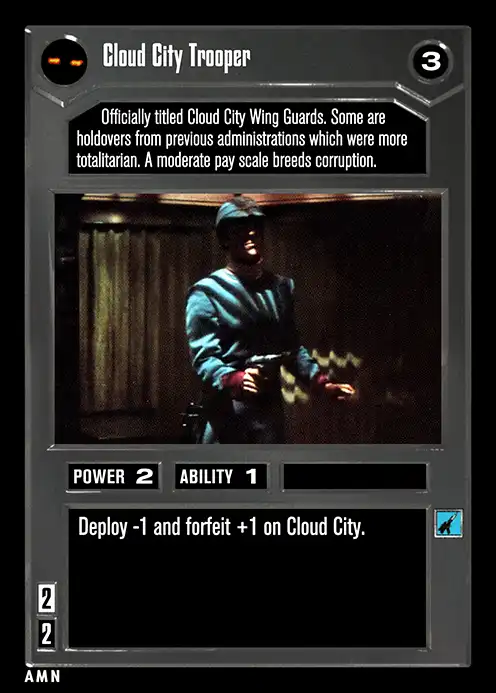 Cloud City Trooper
3
Officially titled Cloud City Wing Guards. Some are
holdovers from previous administrations which were more
totalitarian. A moderate pay scale breeds corruption.
POWER 2 ABILITY 1
Deploy -1 and forfeit +1 on Cloud City.
2
2
AMN